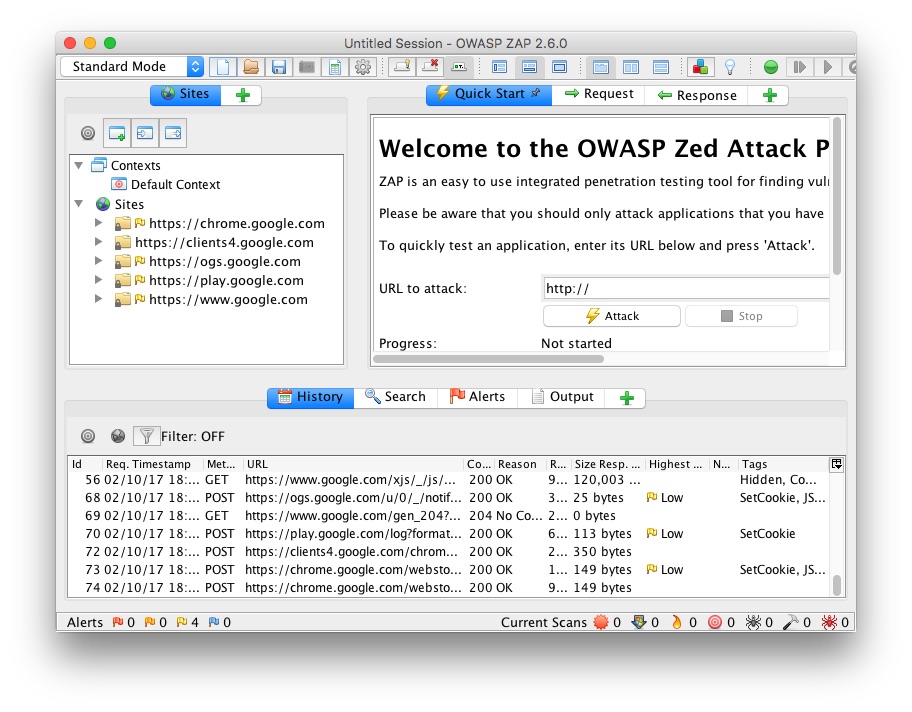 Untitled Session - OWASP ZAP 2.6.0
Standard Mode
Sites
Quick Start
Request
Response
Contexts
Default Context
Sites
https://chrome.google.com
https://clients4.google.com
https://ogs.google.com
https://play.google.com
https://www.google.com
Welcome to the OWASP Zed Attack P
ZAP is an easy to use integrated penetration testing tool for finding vuln
Please be aware that you should only attack applications that you have
To quickly test an application, enter its URL below and press 'Attack'.
URL to attack: http://
Attack Stop
Progress: Not started
History Search Alerts Output
Filter: OFF
Id Req. Timestamp Met... URL Co... Reason R... Size Resp. ... Highest ... N... Tags
56 02/10/17 18:... GET https://www.google.com/xjs/_/js/... 200 OK 9... 120,003 ... Hidden, Co...
68 02/10/17 18:... POST https://ogs.google.com/u/0/_/notif... 200 OK 3... 25 bytes Low SetCookie, JS...
69 02/10/17 18:... GET https://www.google.com/gen_204?... 204 No Co... 2... 0 bytes
70 02/10/17 18:... POST https://play.google.com/log?format... 200 OK 6... 113 bytes Low SetCookie
72 02/10/17 18:... POST https://clients4.google.com/chrom... 200 OK 2... 350 bytes
73 02/10/17 18:... POST https://chrome.google.com/websto... 200 OK 1... 149 bytes Low SetCookie, JS...
74 02/10/17 18:... POST https://chrome.google.com/websto... 200 OK 9... 149 bytes
Alerts 0 0 4 0 Current Scans 0 0 0 0 0 0 0